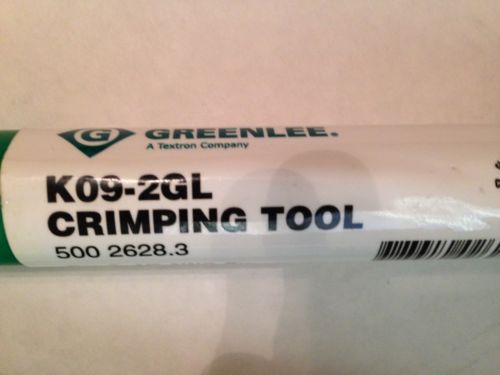 G GREENLEE.
A Textron Company
K09-2GL
CRIMPING TOOL
500 2628.3